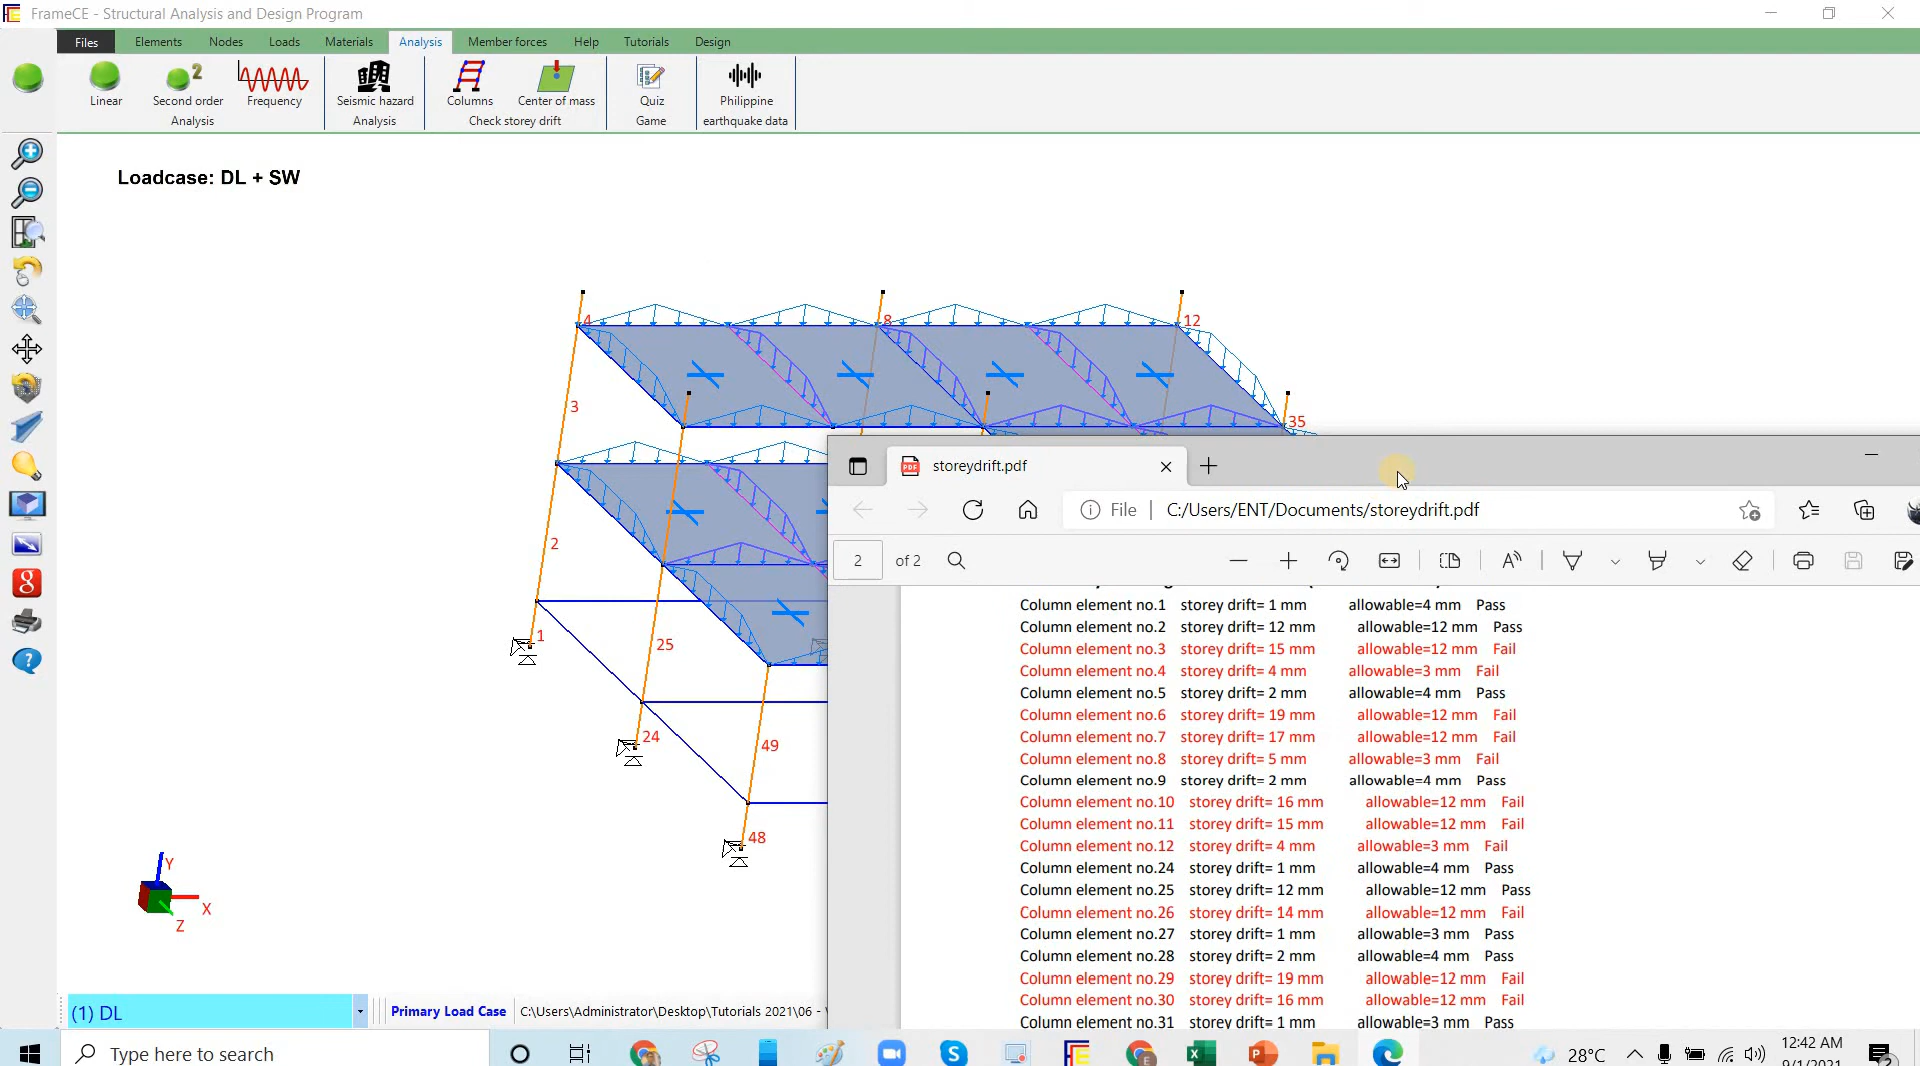 FrameCE - Structural Analysis and Design Program
Files Elements Nodes Loads Materials Analysis Member forces Help Tutorials Design
Linear Second order Frequency Seismic hazard Columns Center of mass Quiz Philippine
Analysis Analysis Check storey drift Game earthquake data
Loadcase: DL + SW
4 8 12
3
35
2
1
25
24
49
48
Y
X
Z
storeydrift.pdf
File C:/Users/ENT/Documents/storeydrift.pdf
2 of 2
Column element no.1 storey drift= 1 mm allowable=4 mm Pass
Column element no.2 storey drift= 12 mm allowable=12 mm Pass
Column element no.3 storey drift= 15 mm allowable=12 mm Fail
Column element no.4 storey drift= 4 mm allowable=3 mm Fail
Column element no.5 storey drift= 2 mm allowable=4 mm Pass
Column element no.6 storey drift= 19 mm allowable=12 mm Fail
Column element no.7 storey drift= 17 mm allowable=12 mm Fail
Column element no.8 storey drift= 5 mm allowable=3 mm Fail
Column element no.9 storey drift= 2 mm allowable=4 mm Pass
Column element no.10 storey drift= 16 mm allowable=12 mm Fail
Column element no.11 storey drift= 15 mm allowable=12 mm Fail
Column element no.12 storey drift= 4 mm allowable=3 mm Fail
Column element no.24 storey drift= 1 mm allowable=4 mm Pass
Column element no.25 storey drift= 12 mm allowable=12 mm Pass
Column element no.26 storey drift= 14 mm allowable=12 mm Fail
Column element no.27 storey drift= 1 mm allowable=3 mm Pass
Column element no.28 storey drift= 2 mm allowable=4 mm Pass
Column element no.29 storey drift= 19 mm allowable=12 mm Fail
Column element no.30 storey drift= 16 mm allowable=12 mm Fail
Column element no.31 storey drift= 1 mm allowable=3 mm Pass
(1) DL Primary Load Case C:\Users\Administrator\Desktop\Tutorials 2021\06 -
Type here to search
28°C
12:42 AM
9/1/2021